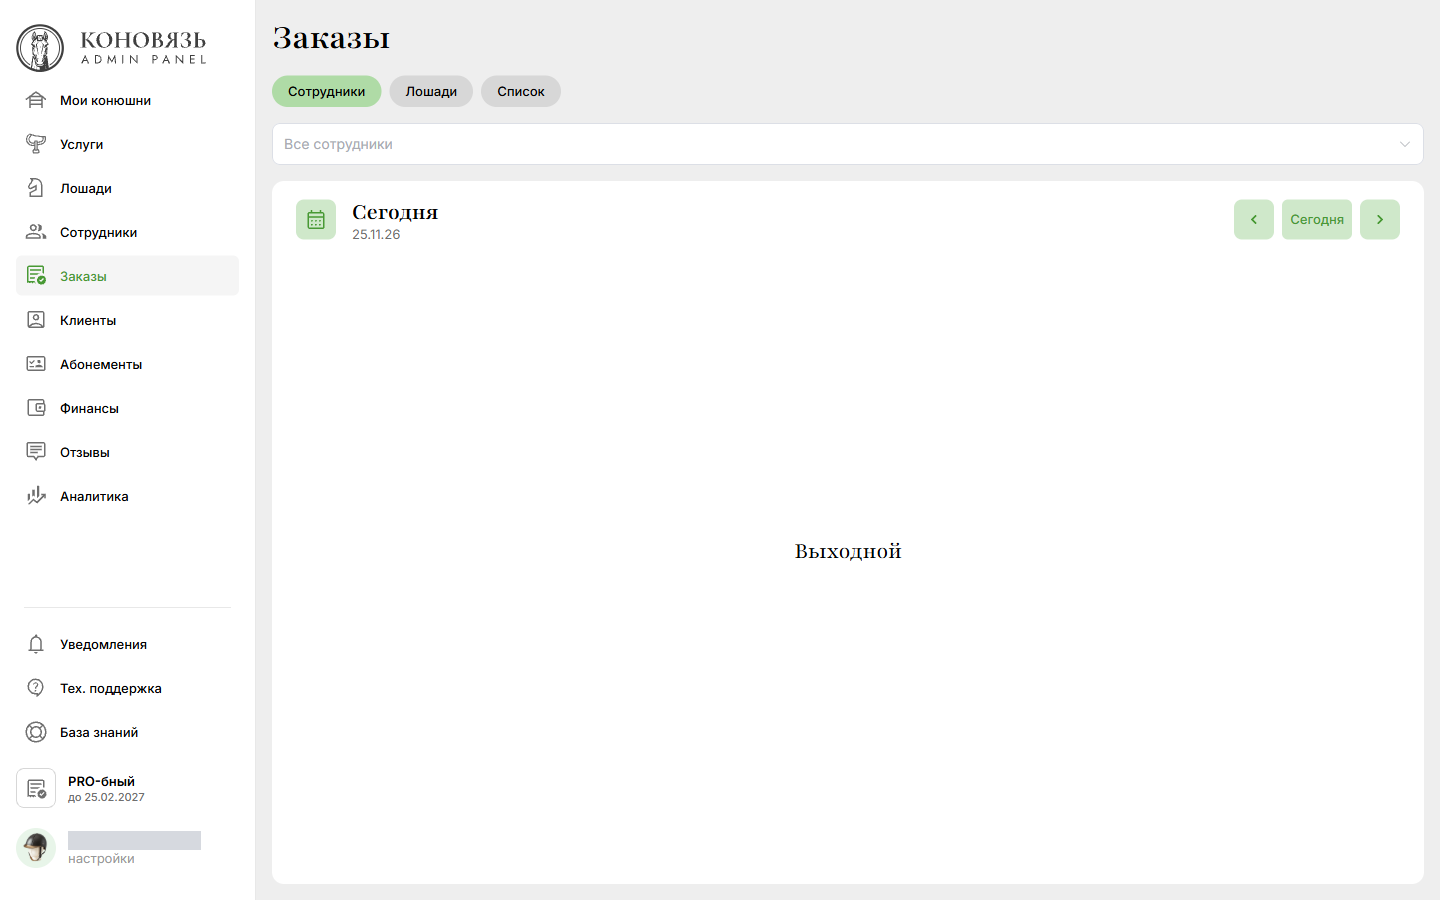 КОНОВЯЗЬ
ADMIN PANEL
Мои конюшни
Услуги
Лошади
Сотрудники
Заказы
Клиенты
Абонементы
Финансы
Отзывы
Аналитика
Уведомления
Тех. поддержка
База знаний
PRO-бный
до 25.02.2027
настройки
Заказы
Сотрудники
Лошади
Список
Все сотрудники
Сегодня
25.11.26
Сегодня
Выходной